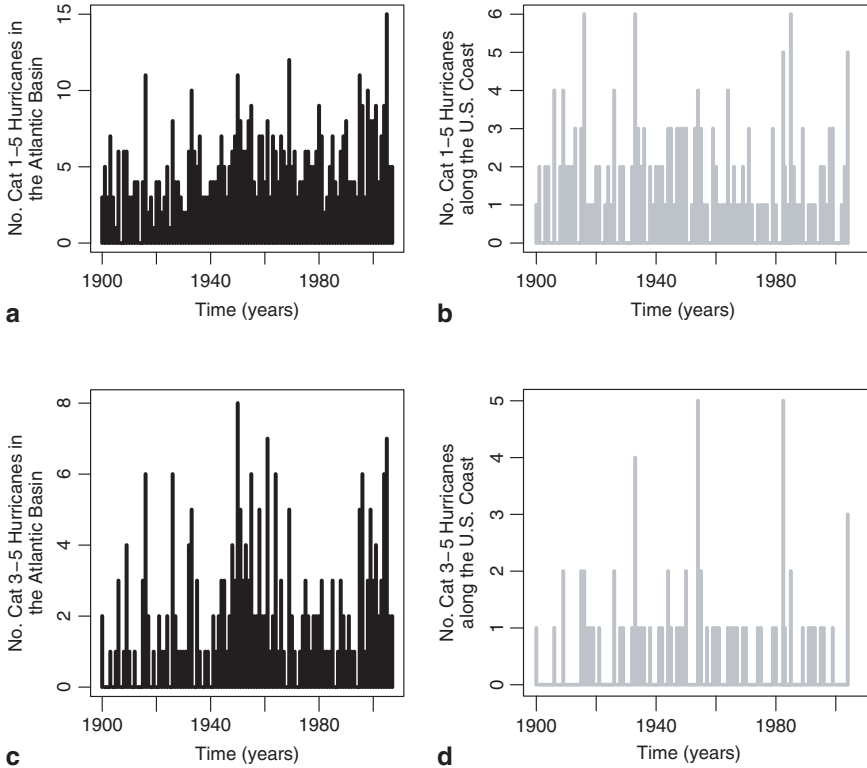 No. Cat 1–5 Hurricanes in
the Atlantic Basin
15
10
5
0
1900
1940
1980
Time (years)
a
No. Cat 1–5 Hurricanes
along the U.S. Coast
6
5
4
3
2
1
0
1900
1940
1980
Time (years)
b
No. Cat 3–5 Hurricanes in
the Atlantic Basin
8
6
4
2
0
1900
1940
1980
Time (years)
c
No. Cat 3–5 Hurricanes
along the U.S. Coast
5
4
3
2
1
0
1900
1940
1980
Time (years)
d